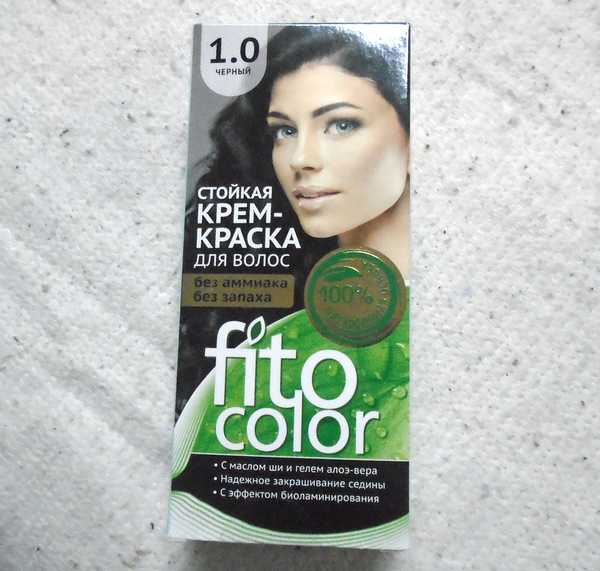 1.0
ЧЕРНЫЙ
СТОЙКАЯ
КРЕМ-
КРАСКА
ДЛЯ ВОЛОС
без аммиака
без запаха
100%
fito
color
• С маслом ши и гелем алоэ-вера
• Надежное закрашивание седины
• С эффектом биоламинирования